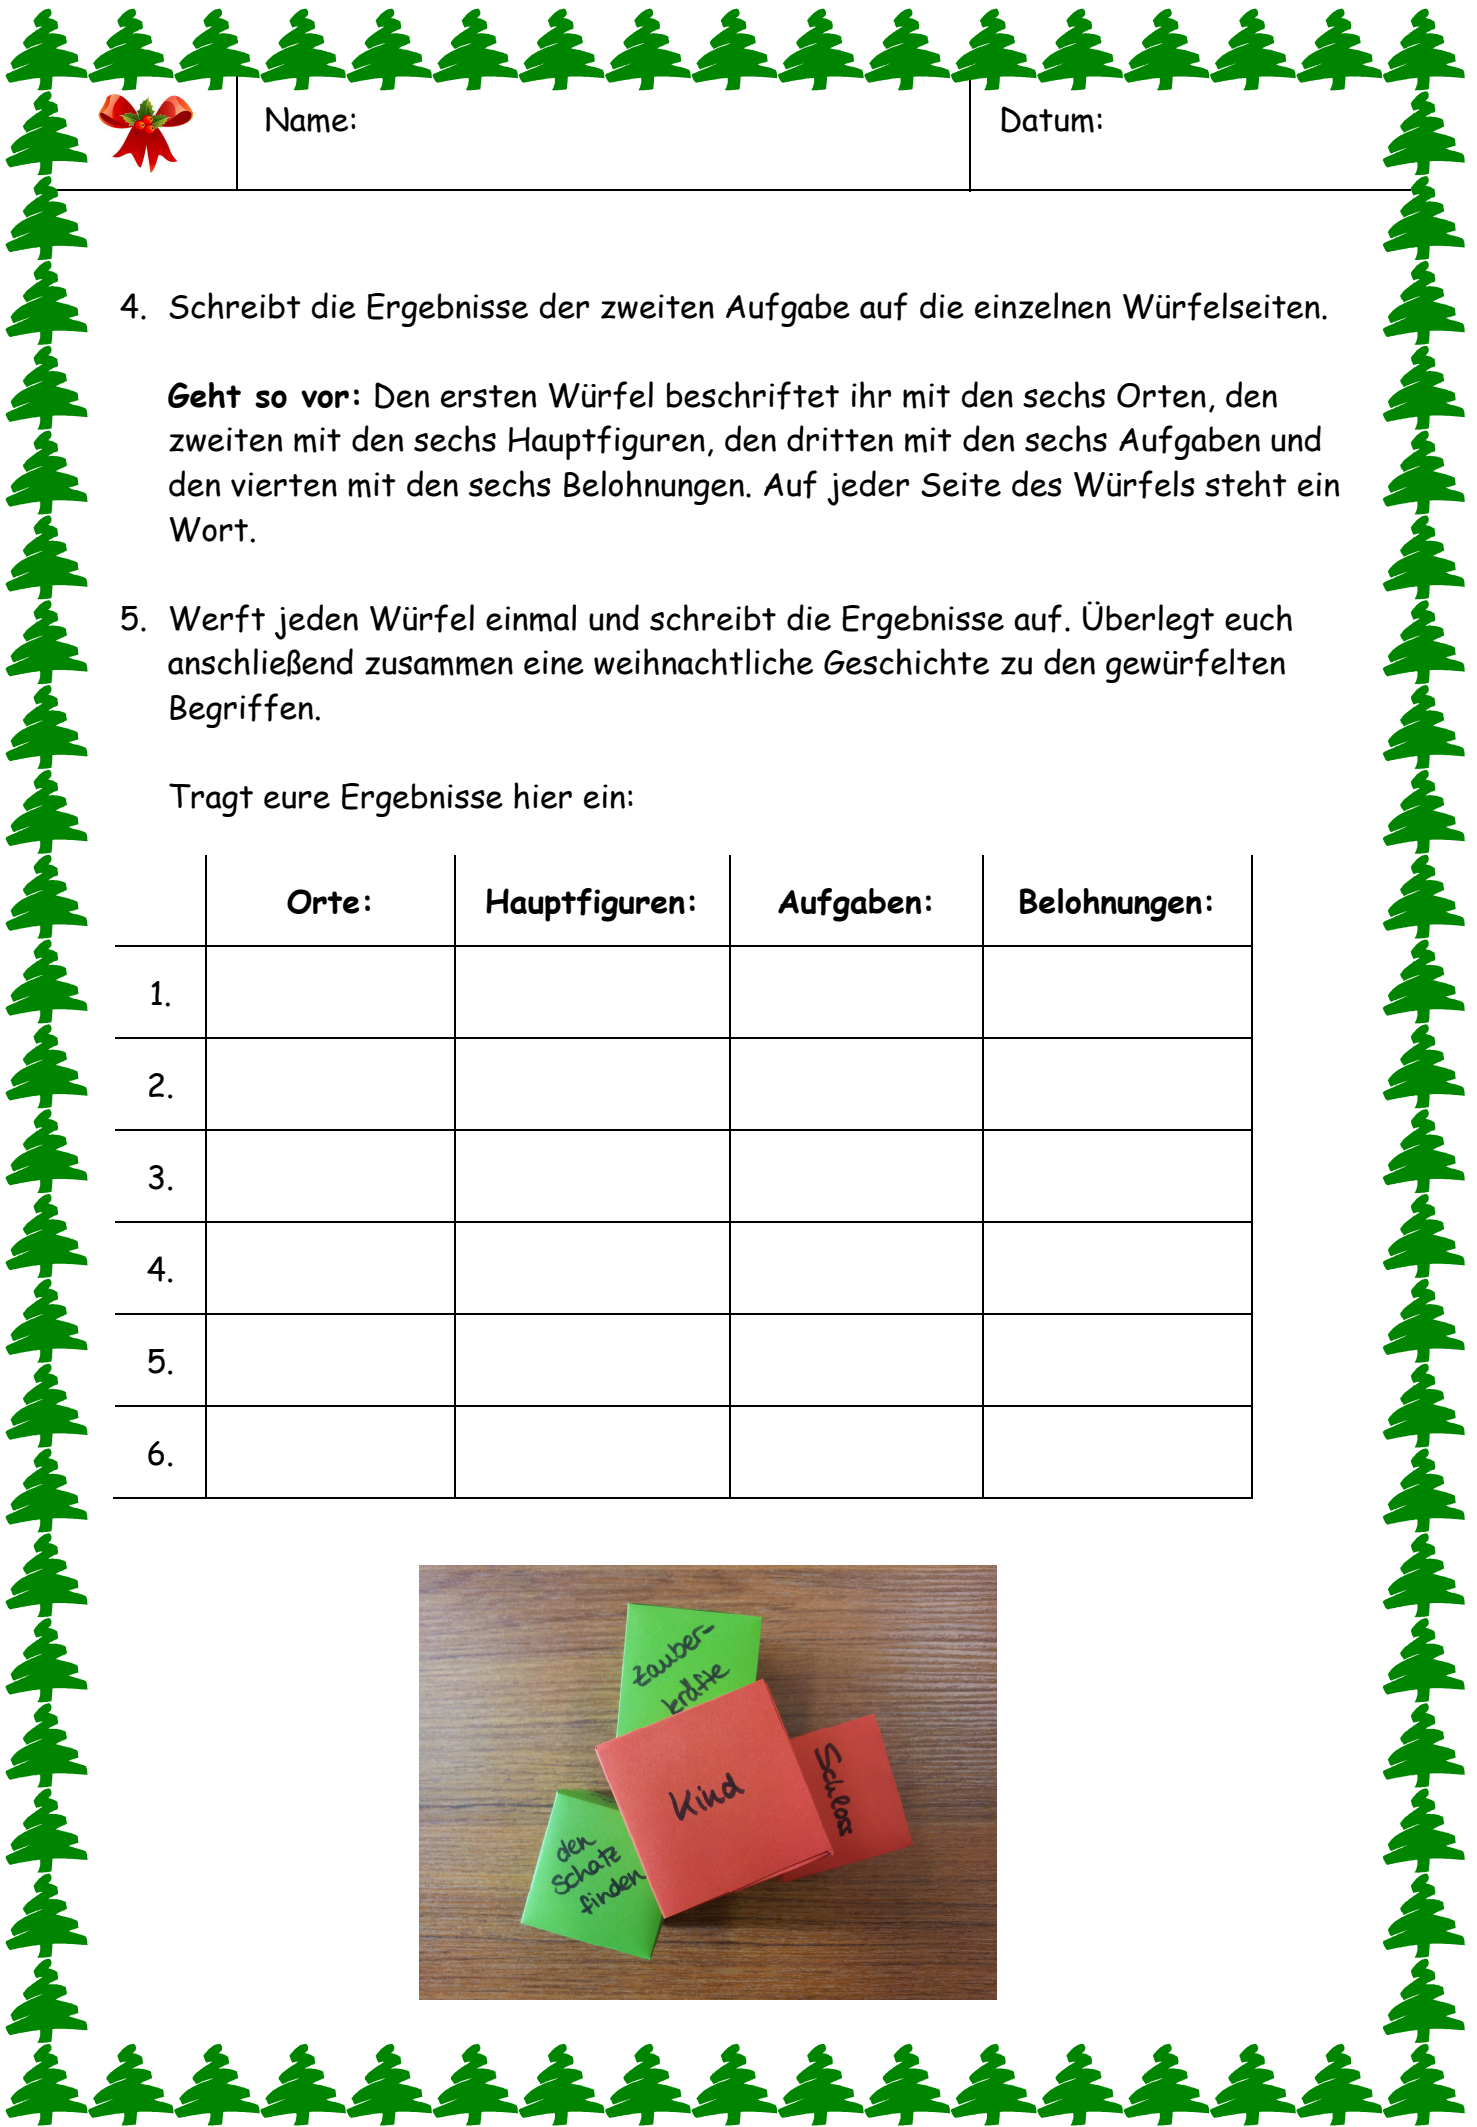 Name:
Datum:
4. Schreibt die Ergebnisse der zweiten Aufgabe auf die einzelnen Würfelseiten.
Geht so vor: Den ersten Würfel beschriftet ihr mit den sechs Orten, den
zweiten mit den sechs Hauptfiguren, den dritten mit den sechs Aufgaben und
den vierten mit den sechs Belohnungen. Auf jeder Seite des Würfels steht ein
Wort.
5. Werft jeden Würfel einmal und schreibt die Ergebnisse auf. Überlegt euch
anschließend zusammen eine weihnachtliche Geschichte zu den gewürfelten
Begriffen.
Tragt eure Ergebnisse hier ein:
Orte: Hauptfiguren: Aufgaben: Belohnungen:
1.
2.
3.
4.
5.
6.
Zauber-
kräfte
Kind
Schloss
den
Schatz
finden